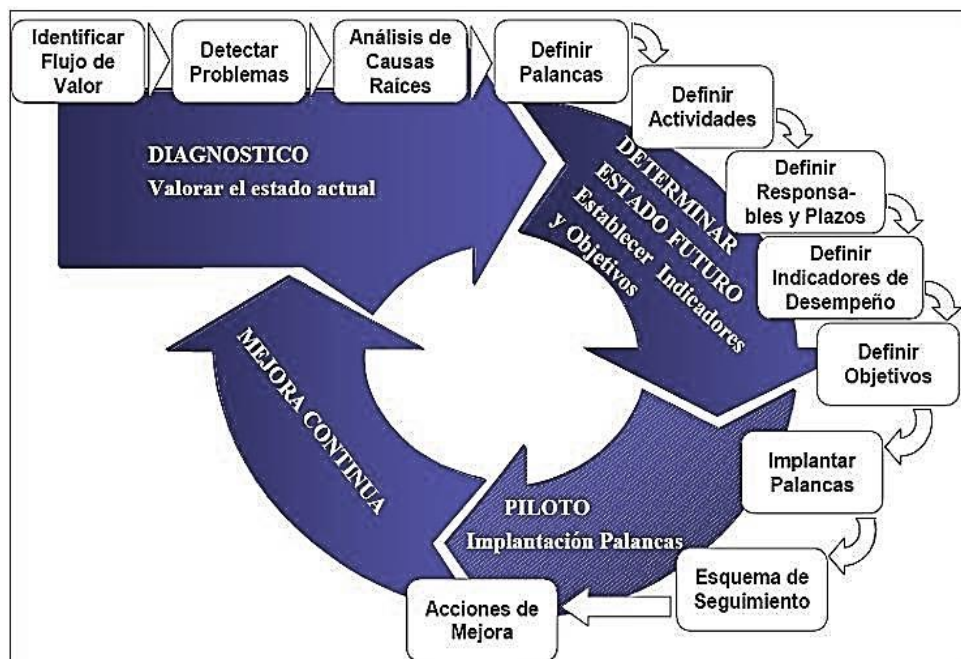 Identificar
Flujo de
Valor
Detectar
Problemas
Análisis de
Causas
Raíces
Definir
Palancas
Definir
Actividades
Definir
Responsa-
bles y Plazos
Definir
Indicadores de
Desempeño
Definir
Objetivos
Implantar
Palancas
Esquema de
Seguimiento
Acciones de
Mejora
DIAGNOSTICO
Valorar el estado actual
DETERMINAR
ESTADO FUTURO
Establecer Indicadores
y Objetivos
PILOTO
Implantación Palancas
MEJORA CONTINUA